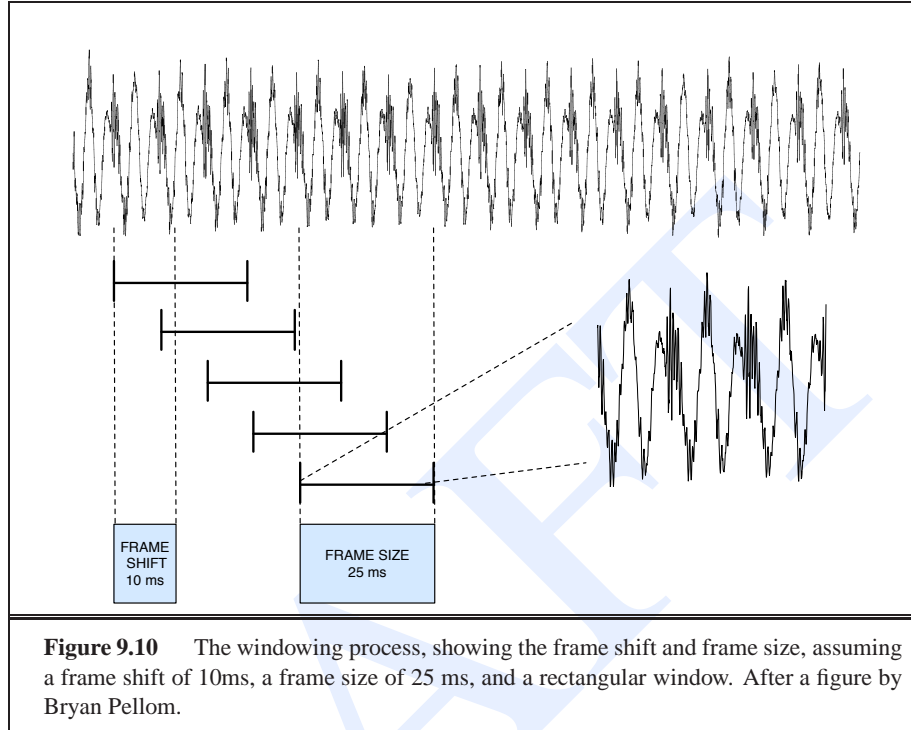 FRAME
SHIFT
10 ms
FRAME SIZE
25 ms
Figure 9.10 The windowing process, showing the frame shift and frame size, assuming
a frame shift of 10ms, a frame size of 25 ms, and a rectangular window. After a figure by
Bryan Pellom.
AFT